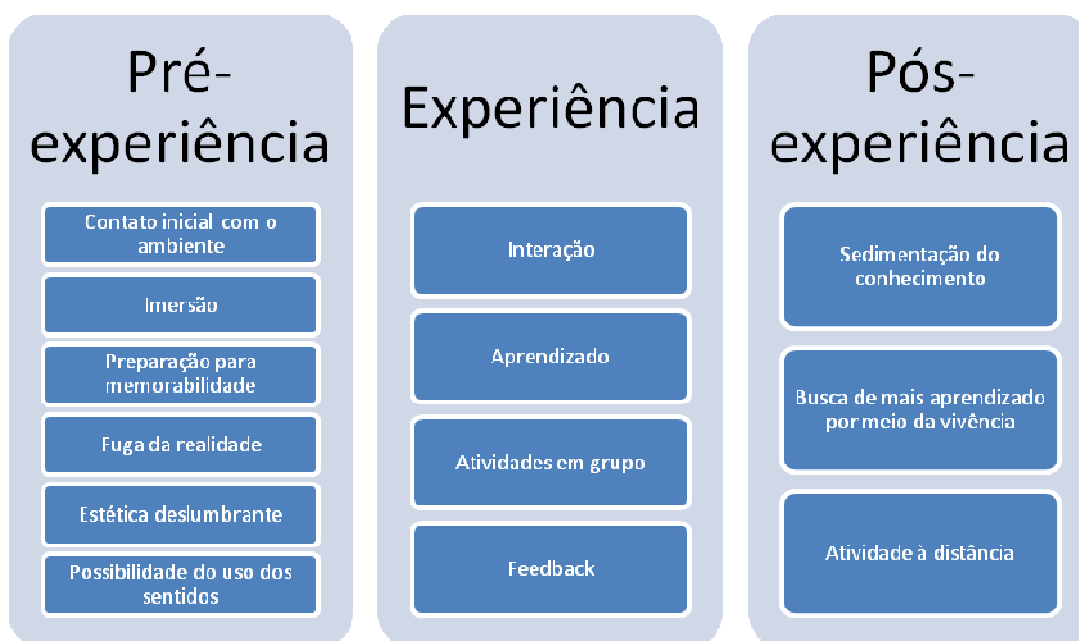 Pré-
experiência
Contato inicial com o
ambiente
Imersão
Preparação para
memorabilidade
Fuga da realidade
Estética deslumbrante
Possibilidade do uso dos
sentidos
Experiência
Interação
Aprendizado
Atividades em grupo
Feedback
Pós-
experiência
Sedimentação do
conhecimento
Busca de mais aprendizado
por meio da vivência
Atividade à distância